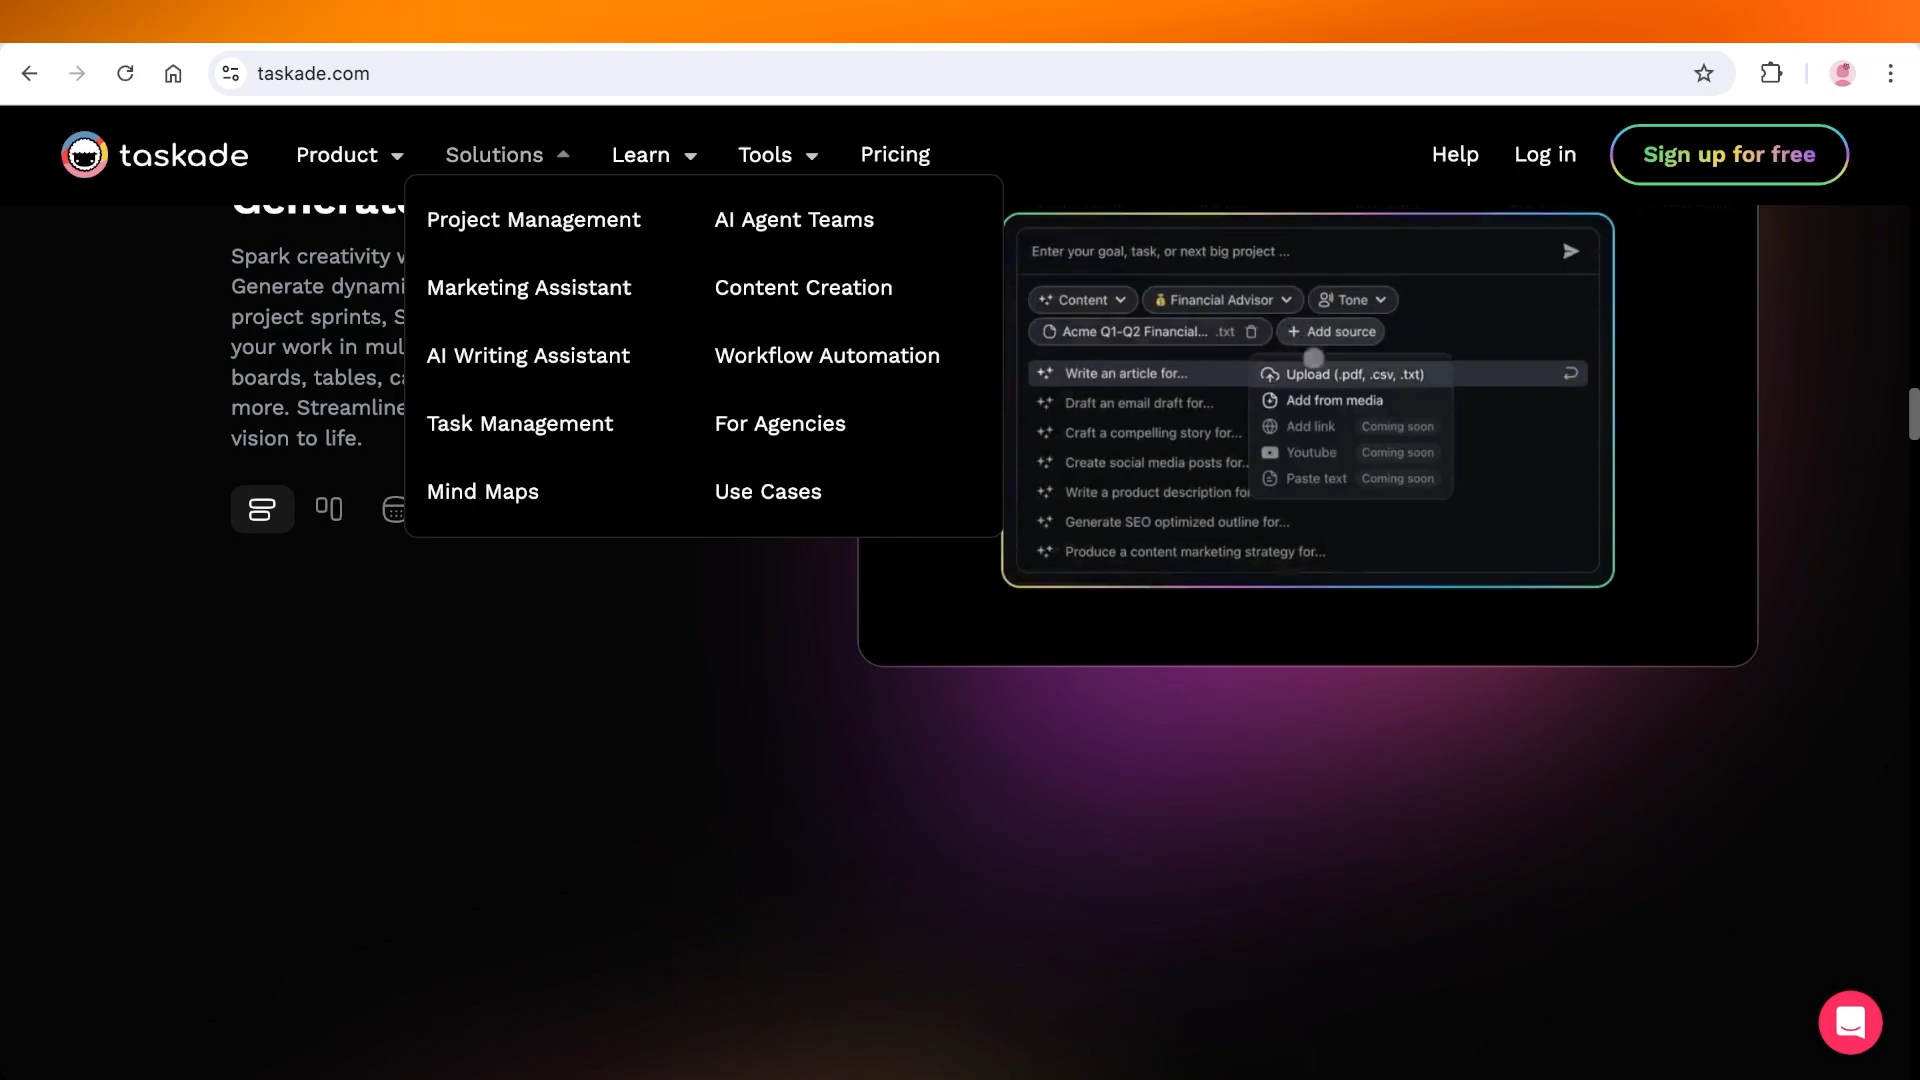 taskade.com
taskade
Product
Solutions
Learn
Tools
Pricing
Help
Log in
Sign up for free
Project Management
AI Agent Teams
Marketing Assistant
Content Creation
AI Writing Assistant
Workflow Automation
Task Management
For Agencies
Mind Maps
Use Cases
Spark creativity
Generate
project sprints,
your work in
boards, tables,
more. Streamline
vision to life.
Enter your goal, task, or next big project ...
Content
Financial Advisor
Tone
Acme Q1-Q2 Financial... .txt
+ Add source
Write an article for...
Draft an email draft for...
Craft a compelling story for...
Create social media posts for..
Write a product description for
Generate SEO optimized outline for...
Produce a content marketing strategy for...
Upload (.pdf, .csv, .txt)
Add from media
Add link Coming soon
Youtube Coming soon
Paste text Coming soon